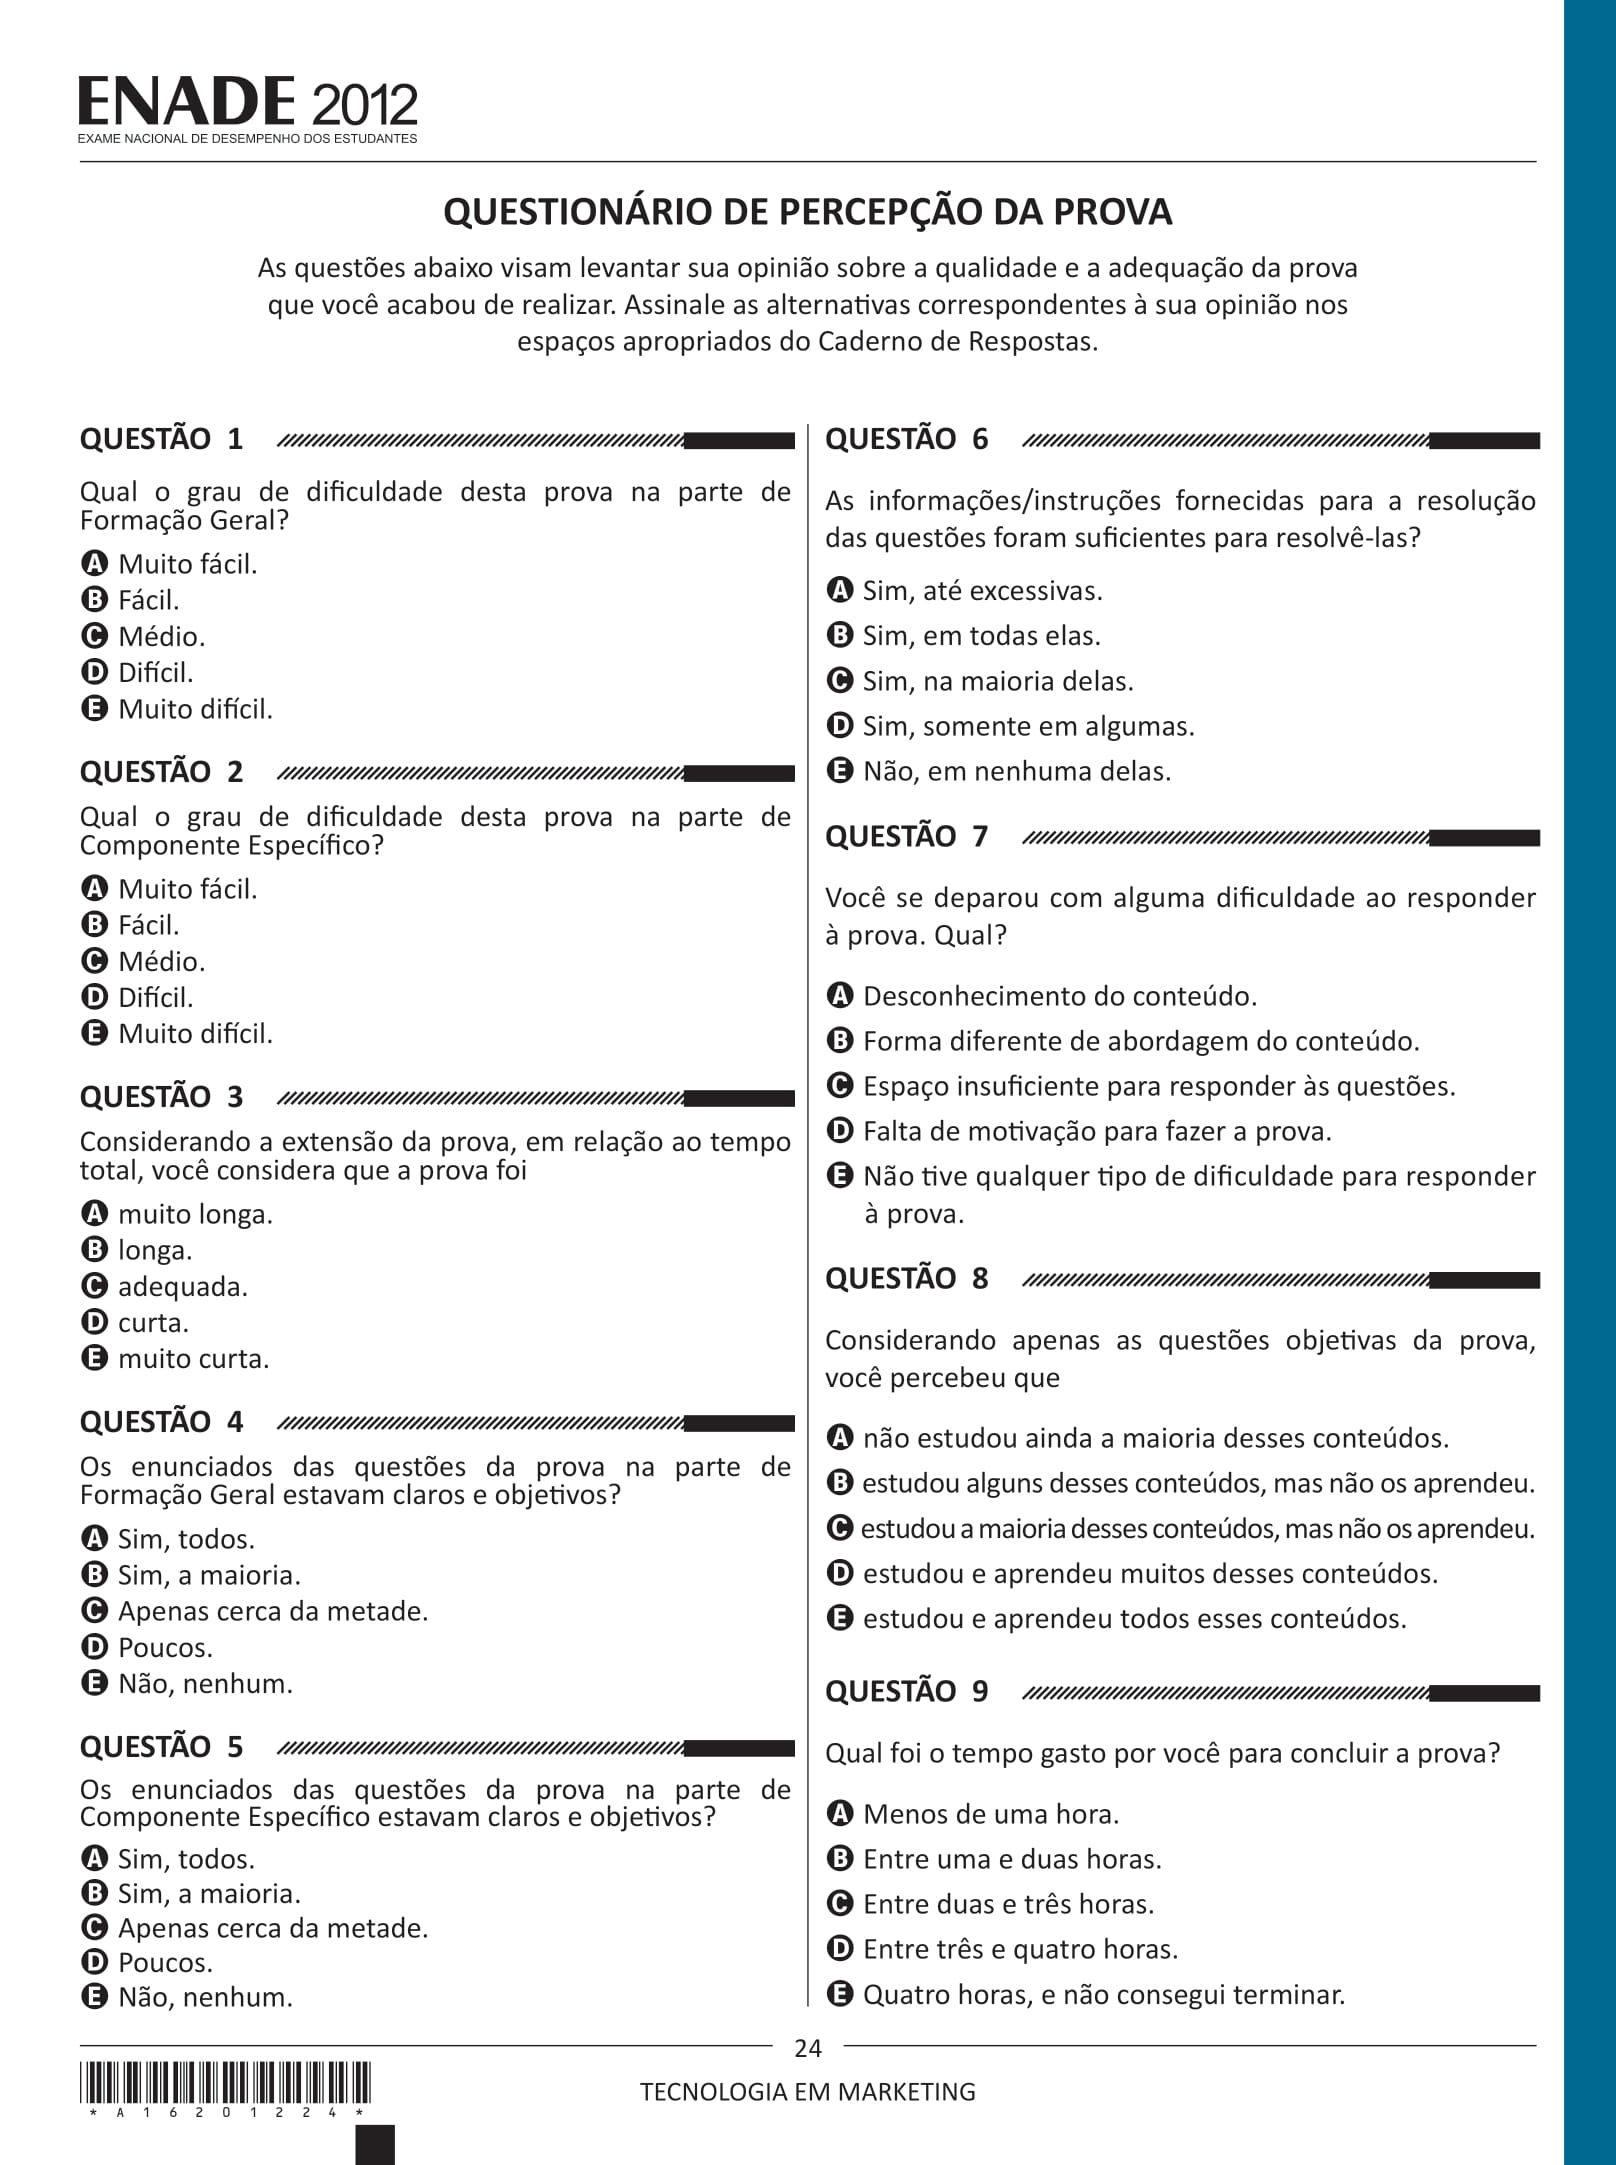 ENADE 2012
EXAME NACIONAL DE DESEMPENHO DOS ESTUDANTES
QUESTIONÁRIO DE PERCEPÇÃO DA PROVA
As questões abaixo visam levantar sua opinião sobre a qualidade e a adequação da prova
que você acabou de realizar. Assinale as alternativas correspondentes à sua opinião nos
espaços apropriados do Caderno de Respostas.
QUESTÃO 1
Qual o grau de dificuldade desta prova na parte de
Formação Geral?
A Muito fácil.
B Fácil.
C Médio.
D Difícil.
E Muito difícil.
QUESTÃO 2
Qual o grau de dificuldade desta prova na parte de
Componente Específico?
A Muito fácil.
B Fácil.
C Médio.
D Difícil.
E Muito difícil.
QUESTÃO 3
Considerando a extensão da prova, em relação ao tempo
total, você considera que a prova foi
A muito longa.
B longa.
C adequada.
D curta.
E muito curta.
QUESTÃO 4
Os enunciados das questões da prova na parte de
Formação Geral estavam claros e objetivos?
A Sim, todos.
B Sim, a maioria.
C Apenas cerca da metade.
D Poucos.
E Não, nenhum.
QUESTÃO 5
Os enunciados das questões da prova na parte de
Componente Específico estavam claros e objetivos?
A Sim, todos.
B Sim, a maioria.
C Apenas cerca da metade.
D Poucos.
E Não, nenhum.
QUESTÃO 6
As informações/instruções fornecidas para a resolução
das questões foram suficientes para resolvê-las?
A Sim, até excessivas.
B Sim, em todas elas.
C Sim, na maioria delas.
D Sim, somente em algumas.
E Não, em nenhuma delas.
QUESTÃO 7
Você se deparou com alguma dificuldade ao responder
à prova. Qual?
A Desconhecimento do conteúdo.
B Forma diferente de abordagem do conteúdo.
C Espaço insuficiente para responder às questões.
D Falta de motivação para fazer a prova.
E Não tive qualquer tipo de dificuldade para responder
à prova.
QUESTÃO 8
Considerando apenas as questões objetivas da prova,
você percebeu que
A não estudou ainda a maioria desses conteúdos.
B estudou alguns desses conteúdos, mas não os aprendeu.
C estudou a maioria desses conteúdos, mas não os aprendeu.
D estudou e aprendeu muitos desses conteúdos.
E estudou e aprendeu todos esses conteúdos.
QUESTÃO 9
Qual foi o tempo gasto por você para concluir a prova?
A Menos de uma hora.
B Entre uma e duas horas.
C Entre duas e três horas.
D Entre três e quatro horas.
E Quatro horas, e não consegui terminar.
24
TECNOLOGIA EM MARKETING
* A 1 6 2 0 1 2 2 4 *